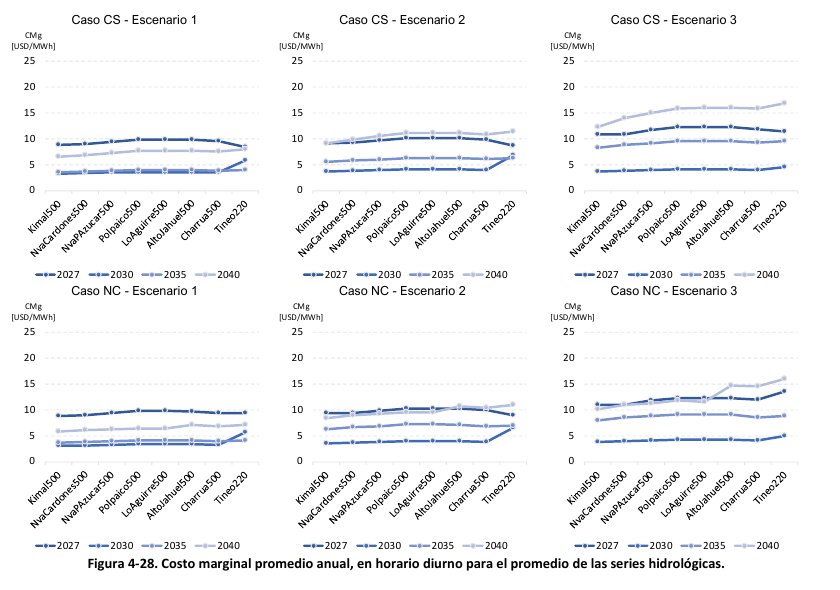 Caso CS - Escenario 1
CMg
[USD/MWh]
25
20
15
10
5
0
Kimal500
NvaCardones500
NvaPAzucar500
Polpaico500
LoAguirre500
AltoJahuel500
Charrua500
Tineo220
2027 2030 2035 2040
Caso CS - Escenario 2
CMg
[USD/MWh]
25
20
15
10
5
0
Kimal500
NvaCardones500
NvaPAzucar500
Polpaico500
LoAguirre500
AltoJahuel500
Charrua500
Tineo220
2027 2030 2035 2040
Caso CS - Escenario 3
CMg
[USD/MWh]
25
20
15
10
5
0
Kimal500
NvaCardones500
NvaPAzucar500
Polpaico500
LoAguirre500
AltoJahuel500
Charrua500
Tineo220
2027 2030 2035 2040
Caso NC - Escenario 1
CMg
[USD/MWh]
25
20
15
10
5
0
Kimal500
NvaCardones500
NvaPAzucar500
Polpaico500
LoAguirre500
AltoJahuel500
Charrua500
Tineo220
2027 2030 2035 2040
Caso NC - Escenario 2
CMg
[USD/MWh]
25
20
15
10
5
0
Kimal500
NvaCardones500
NvaPAzucar500
Polpaico500
LoAguirre500
AltoJahuel500
Charrua500
Tineo220
2027 2030 2035 2040
Caso NC - Escenario 3
CMg
[USD/MWh]
25
20
15
10
5
0
Kimal500
NvaCardones500
NvaPAzucar500
Polpaico500
LoAguirre500
AltoJahuel500
Charrua500
Tineo220
2027 2030 2035 2040
Figura 4-28. Costo marginal promedio anual, en horario diurno para el promedio de las series hidrológicas.